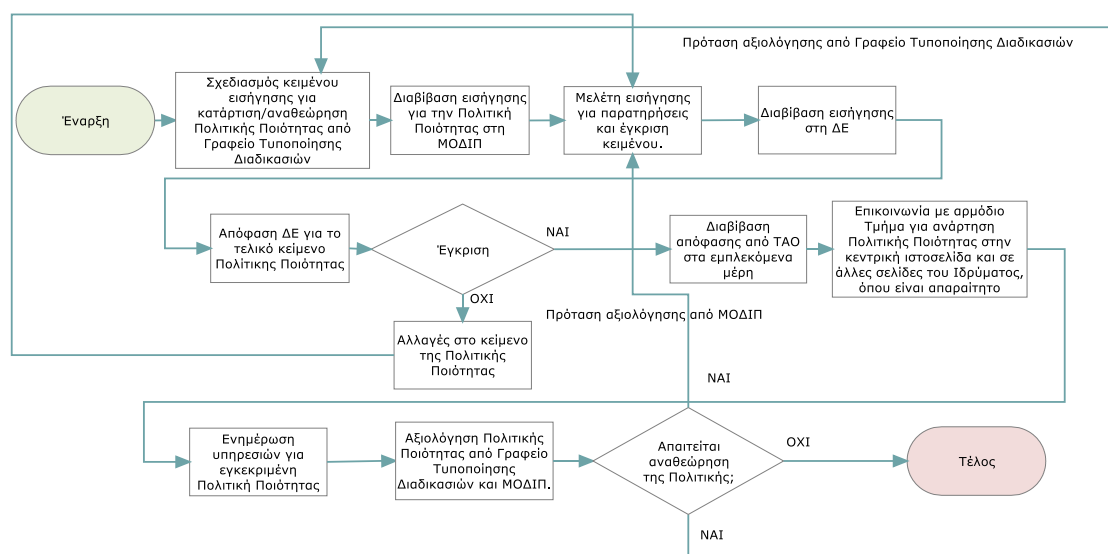 Πρόταση αξιολόγησης από Γραφείο Τυποποίησης Διαδικασιών
Έναρξη
Σχεδιασμός κειμένου
εισήγησης για
κατάρτιση/αναθεώρηση
Πολιτικής Ποιότητας από
Γραφείο Τυποποίησης
Διαδικασιών
Διαβίβαση εισήγησης
για την Πολιτική
Ποιότητας στη
ΜΟΔΙΠ
Μελέτη εισήγησης
για παρατηρήσεις
και έγκριση
κειμένου.
Διαβίβαση εισήγησης
στη ΔΕ
Απόφαση ΔΕ για το
τελικό κείμενο
Πολίτικης Ποιότητας
Έγκριση
ΝΑΙ
Διαβίβαση
απόφασης από ΤΑΟ
στα εμπλεκόμενα
μέρη
Επικοινωνία με αρμόδιο
Τμήμα για ανάρτηση
Πολιτικής Ποιότητας στην
κεντρική ιστοσελίδα και σε
άλλες σελίδες του Ιδρύματος,
όπου είναι απαραίτητο
ΟΧΙ
Πρόταση αξιολόγησης από ΜΟΔΙΠ
Αλλαγές στο κείμενο
της Πολιτικής
Ποιότητας
ΝΑΙ
Ενημέρωση
υπηρεσιών για
εγκεκριμένη
Πολιτική Ποιότητας
Αξιολόγηση Πολιτικής
Ποιότητας από Γραφείο
Τυποποίησης
Διαδικασιών και ΜΟΔΙΠ.
Απαιτείται
αναθεώρηση
της Πολιτικής;
ΟΧΙ
Τέλος
ΝΑΙ